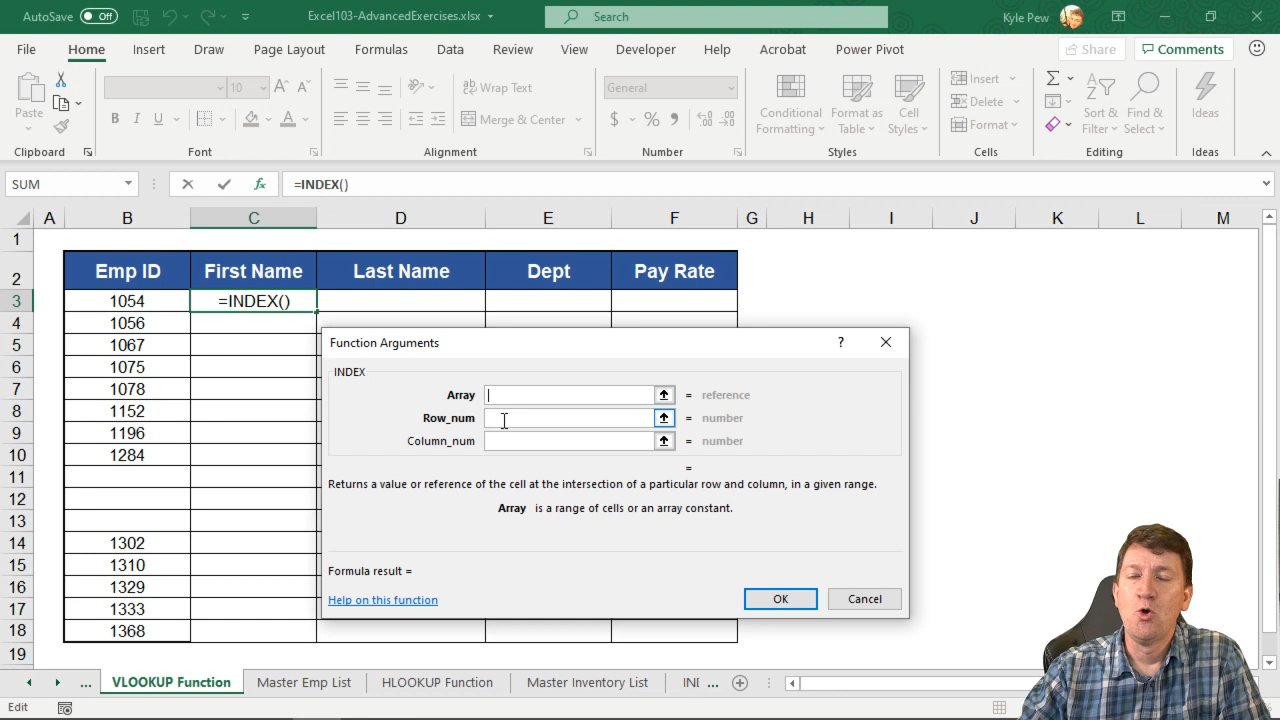 AutoSave Off Excel103-AdvancedExercises.xlsx Search Kyle Pew
File Home Insert Draw Page Layout Formulas Data Review View Developer Help Acrobat Power Pivot Share Comments
Paste 10 Wrap Text General Conditional Formatting Format as Table Cell Styles Insert Sort & Filter Find & Select Ideas
B I U Merge & Center $ % Delete
Format
Clipboard Font Alignment Number Styles Cells Editing Ideas
SUM fx =INDEX()
A B C D E F G H I J K L M
1
2 Emp ID First Name Last Name Dept Pay Rate
3 1054 =INDEX()
4 1056
5 1067
6 1075
7 1078
8 1152
9 1196
10 1284
11
12
13
14 1302
15 1310
16 1329
17 1333
18 1368
19
Function Arguments ?
INDEX
Array = reference
Row_num = number
Column_num = number
=
Returns a value or reference of the cell at the intersection of a particular row and column, in a given range.
Array is a range of cells or an array constant.
Formula result =
Help on this function OK Cancel
... VLOOKUP Function Master Emp List HLOOKUP Function Master Inventory List INI ...
Edit